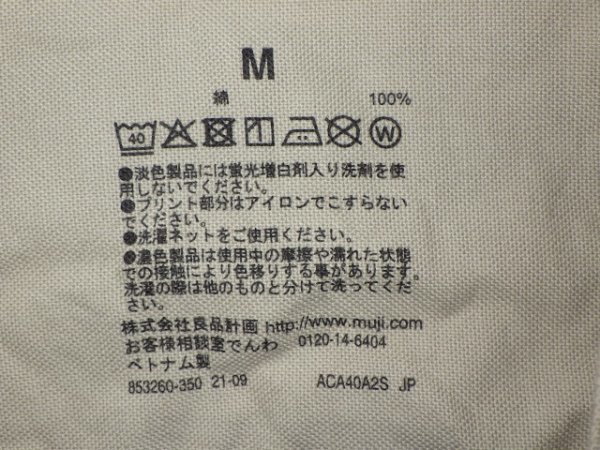 M
綿 100%
40 W
●淡色製品には蛍光増白剤入り洗剤を使
用しないでください。
●プリント部分はアイロンでこすらない
でください。
●洗濯ネットをご使用ください。
●濃色製品は使用中の摩擦や濡れた状態
での接触により色移りする事があります。
洗濯の際は他のものと分けて洗ってくだ
さい。
株式会社良品計画 http://www.muji.com
お客様相談室でんわ 0120-14-6404
ベトナム製
853260-350 21-09 ACA40A2S JP